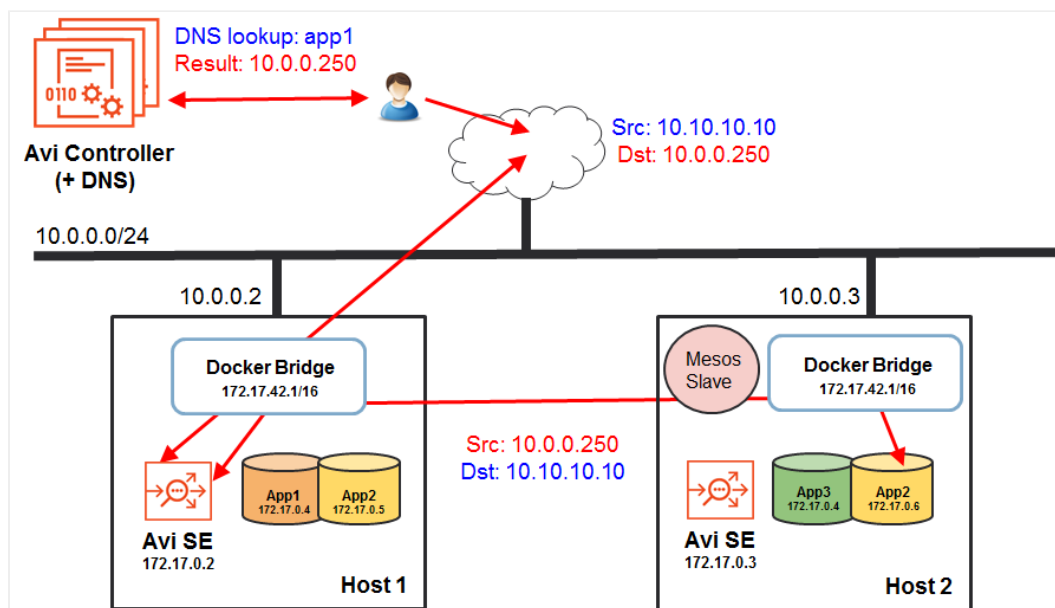 DNS lookup: app1
Result: 10.0.0.250
0110
Avi Controller
(+ DNS)
Src: 10.10.10.10
Dst: 10.0.0.250
10.0.0.0/24
10.0.0.2
10.0.0.3
Docker Bridge
172.17.42.1/16
Mesos
Slave
Docker Bridge
172.17.42.1/16
Src: 10.0.0.250
Dst: 10.10.10.10
App1
172.17.0.4
App2
172.17.0.5
Avi SE
172.17.0.2
Host 1
App3
172.17.0.4
App2
172.17.0.6
Avi SE
172.17.0.3
Host 2